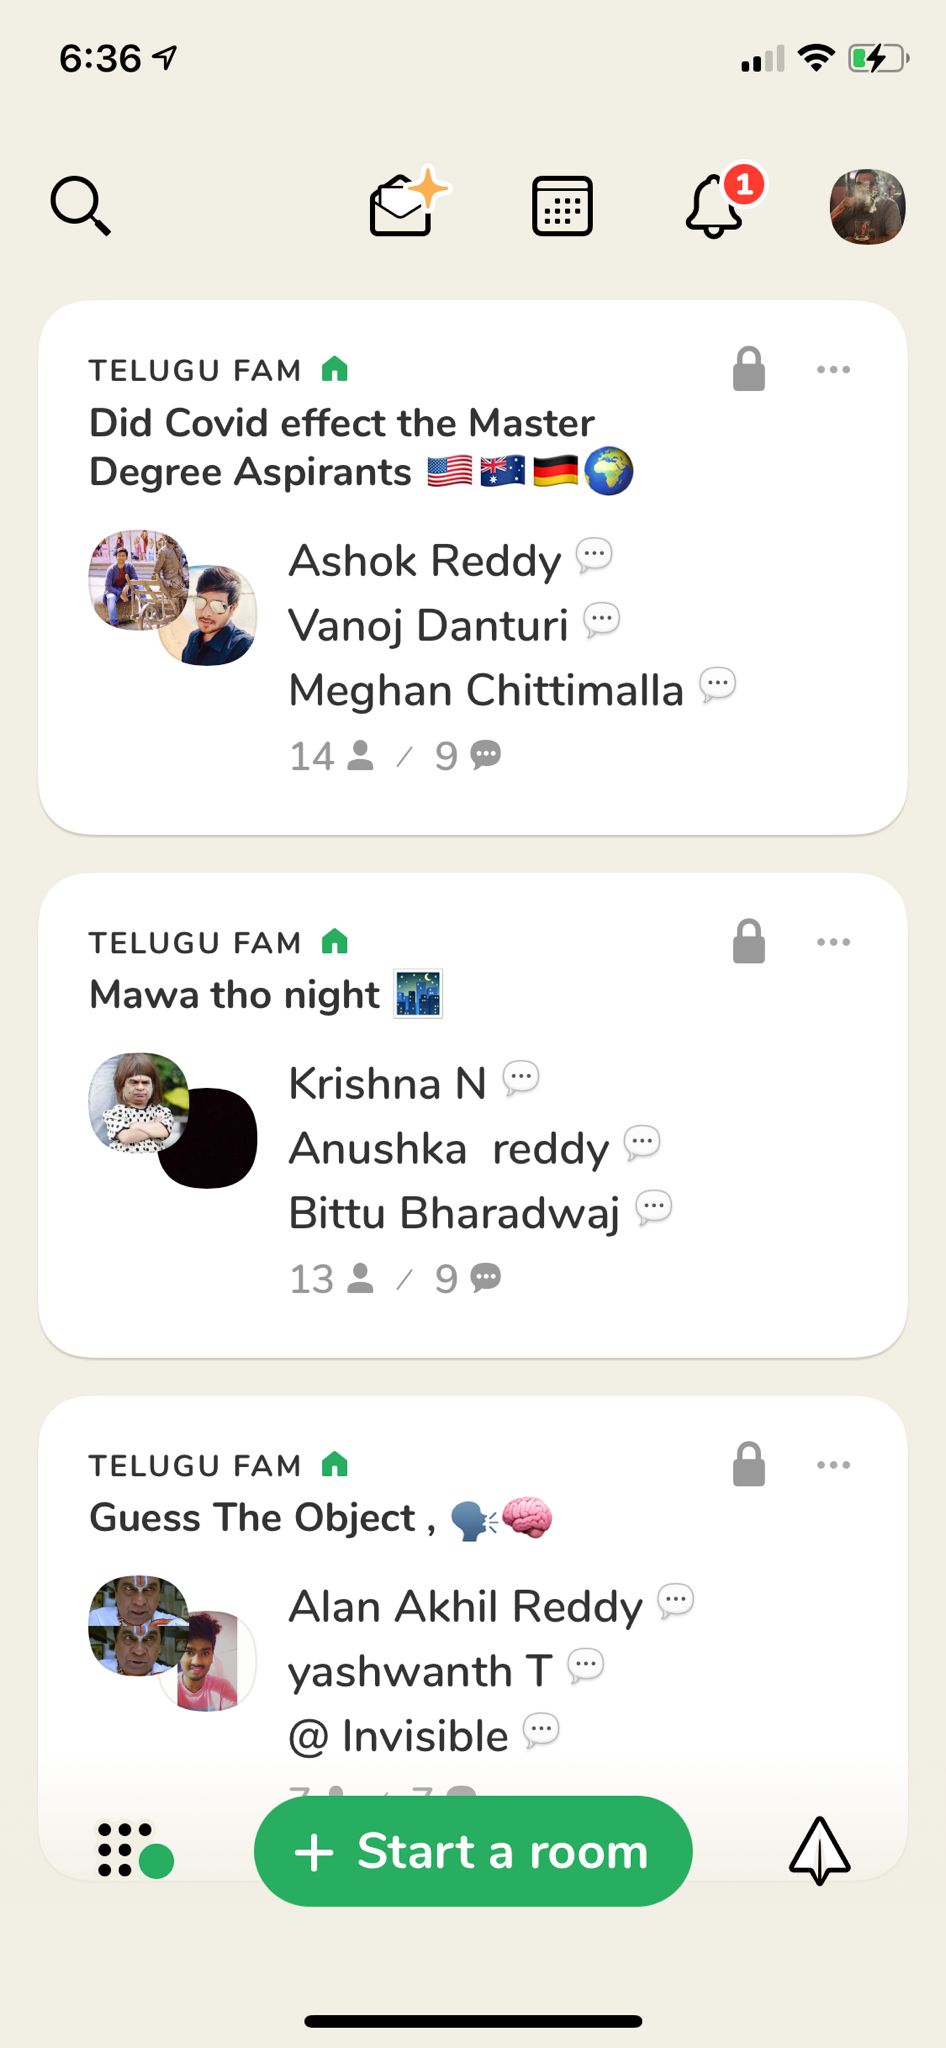 6:36
1
TELUGU FAM
Did Covid effect the Master
Degree Aspirants 🇺🇸🇦🇺🇩🇪🌍
Ashok Reddy 💬
Vanoj Danturi 💬
Meghan Chittimalla 💬
14 / 9
TELUGU FAM
Mawa tho night 🌃
Krishna N 💬
Anushka  reddy 💬
Bittu Bharadwaj 💬
13 / 9
TELUGU FAM
Guess The Object , 🗣️🧠
Alan Akhil Reddy 💬
yashwanth T 💬
@ Invisible 💬
+ Start a room